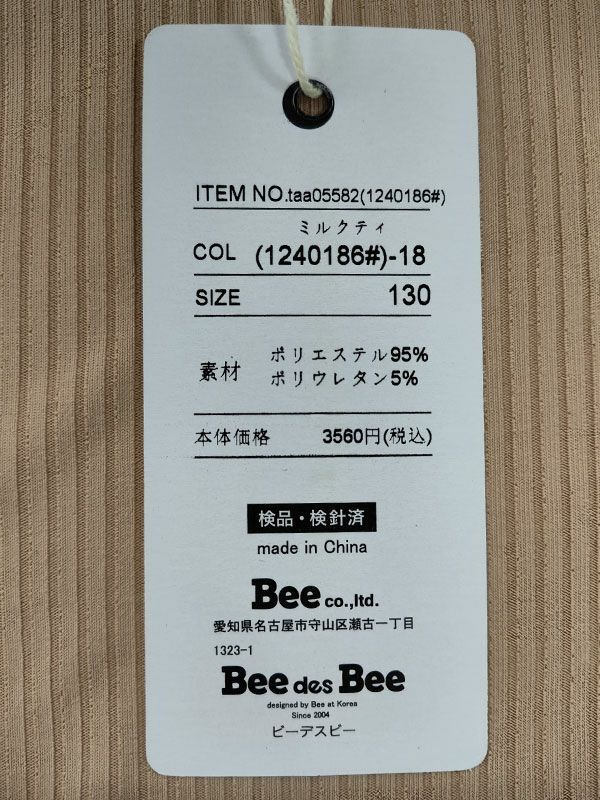 ITEM NO.taa05582(1240186#)
ミルクティ
COL (1240186#)-18
SIZE 130
素材 ポリエステル95%
ポリウレタン5%
本体価格 3560円(税込)
検品・検針済
made in China
Bee co.,ltd.
愛知県名古屋市守山区瀬古一丁目
1323-1
Bee des Bee
designed by Bee at Korea
Since 2004
ビーデスビー